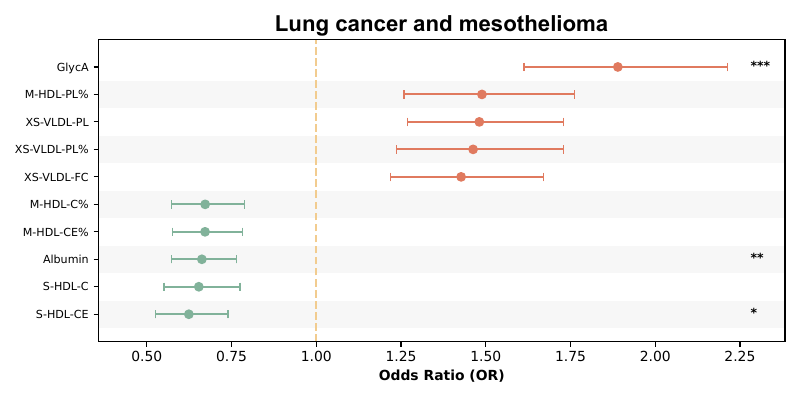 Lung cancer and mesothelioma
GlycA ***
M-HDL-PL%
XS-VLDL-PL
XS-VLDL-PL%
XS-VLDL-FC
M-HDL-C%
M-HDL-CE%
Albumin **
S-HDL-C
S-HDL-CE *
0.50 0.75 1.00 1.25 1.50 1.75 2.00 2.25
Odds Ratio (OR)